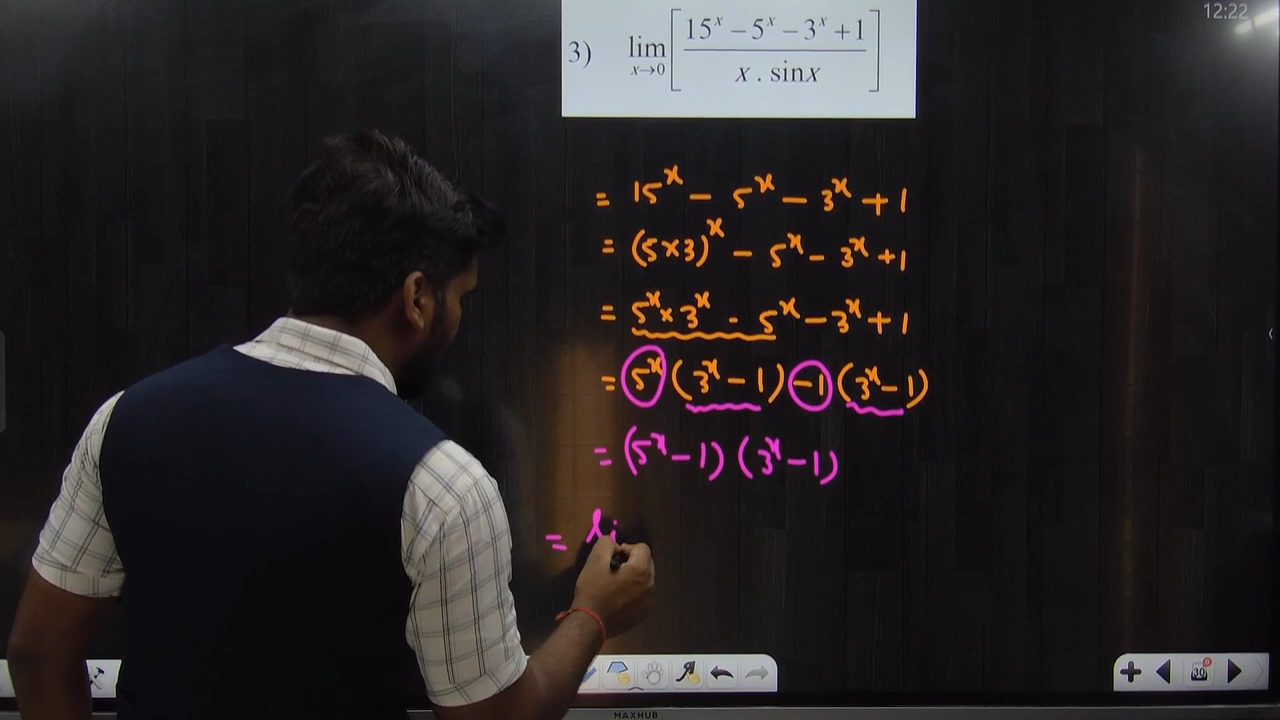 12:22
3) lim x→0 [ 15^x − 5^x − 3^x + 1 / x . sinx ]
= 15^x − 5^x − 3^x + 1
= (5×3)^x − 5^x − 3^x + 1
= 5^x × 3^x - 5^x − 3^x + 1
= 5^x (3^x − 1) −1 (3^x − 1)
= (5^x − 1) (3^x − 1)
= li
MAXHUB